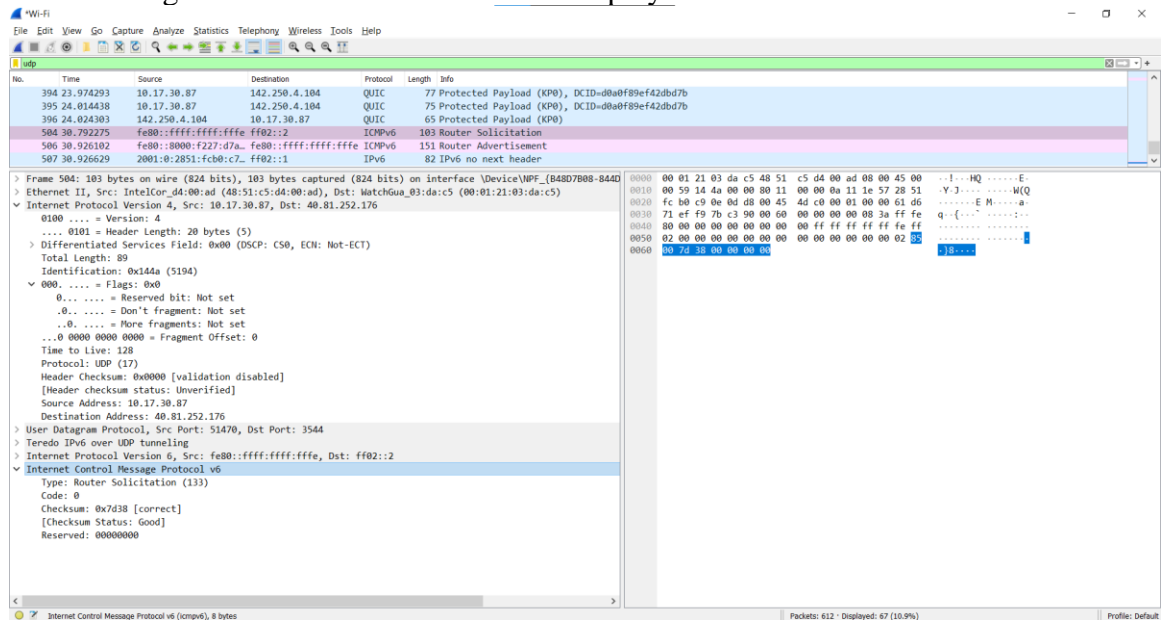 *Wi-Fi
File Edit View Go Capture Analyze Statistics Telephony Wireless Tools Help
udp
No. Time Source Destination Protocol Length Info
394 23.974293 10.17.30.87 142.250.4.104 QUIC 77 Protected Payload (KP0), DCID=d0a0f89ef42dbd7b
395 24.014438 10.17.30.87 142.250.4.104 QUIC 75 Protected Payload (KP0), DCID=d0a0f89ef42dbd7b
396 24.024303 142.250.4.104 10.17.30.87 QUIC 65 Protected Payload (KP0)
504 30.792275 fe80::ffff:ffff:fffe ff02::2 ICMPv6 103 Router Solicitation
506 30.926102 fe80::8000:f227:d7a… fe80::ffff:ffff:fffe ICMPv6 151 Router Advertisement
507 30.926629 2001:0:2851:fcb0:c7… ff02::1 IPv6 82 IPv6 no next header
Frame 504: 103 bytes on wire (824 bits), 103 bytes captured (824 bits) on interface \Device\NPF_{B48D7B08-844D
Ethernet II, Src: IntelCor_d4:00:ad (48:51:c5:d4:00:ad), Dst: WatchGua_03:da:c5 (00:01:21:03:da:c5)
Internet Protocol Version 4, Src: 10.17.30.87, Dst: 40.81.252.176
0100 .... = Version: 4
.... 0101 = Header Length: 20 bytes (5)
Differentiated Services Field: 0x00 (DSCP: CS0, ECN: Not-ECT)
Total Length: 89
Identification: 0x144a (5194)
000. .... = Flags: 0x0
0... .... = Reserved bit: Not set
.0.. .... = Don't fragment: Not set
..0. .... = More fragments: Not set
...0 0000 0000 0000 = Fragment Offset: 0
Time to Live: 128
Protocol: UDP (17)
Header Checksum: 0x0000 [validation disabled]
[Header checksum status: Unverified]
Source Address: 10.17.30.87
Destination Address: 40.81.252.176
User Datagram Protocol, Src Port: 51470, Dst Port: 3544
Teredo IPv6 over UDP tunneling
Internet Protocol Version 6, Src: fe80::ffff:ffff:fffe, Dst: ff02::2
Internet Control Message Protocol v6
Type: Router Solicitation (133)
Code: 0
Checksum: 0x7d38 [correct]
[Checksum Status: Good]
Reserved: 00000000
0000 00 01 21 03 da c5 48 51 c5 d4 00 ad 08 00 45 00 ··!···HQ ······E·
0010 00 59 14 4a 00 00 80 11 00 00 0a 11 1e 57 28 51 ·Y·J···· ·····W(Q
0020 fc b0 c9 0e 0d d8 00 45 4d c0 00 01 00 00 61 d6 ·······E M·····a·
0030 71 ef f9 7b c3 90 00 60 00 00 00 00 08 3a ff fe q··{···` ·····:··
0040 80 00 00 00 00 00 00 00 00 ff ff ff ff ff fe ff ········ ········
0050 02 00 00 00 00 00 00 00 00 00 00 00 00 00 02 85 ········ ········
0060 00 7d 38 00 00 00 00 ·}8····
Internet Control Message Protocol v6 (icmpv6), 8 bytes Packets: 612 · Displayed: 67 (10.9%) Profile: Default